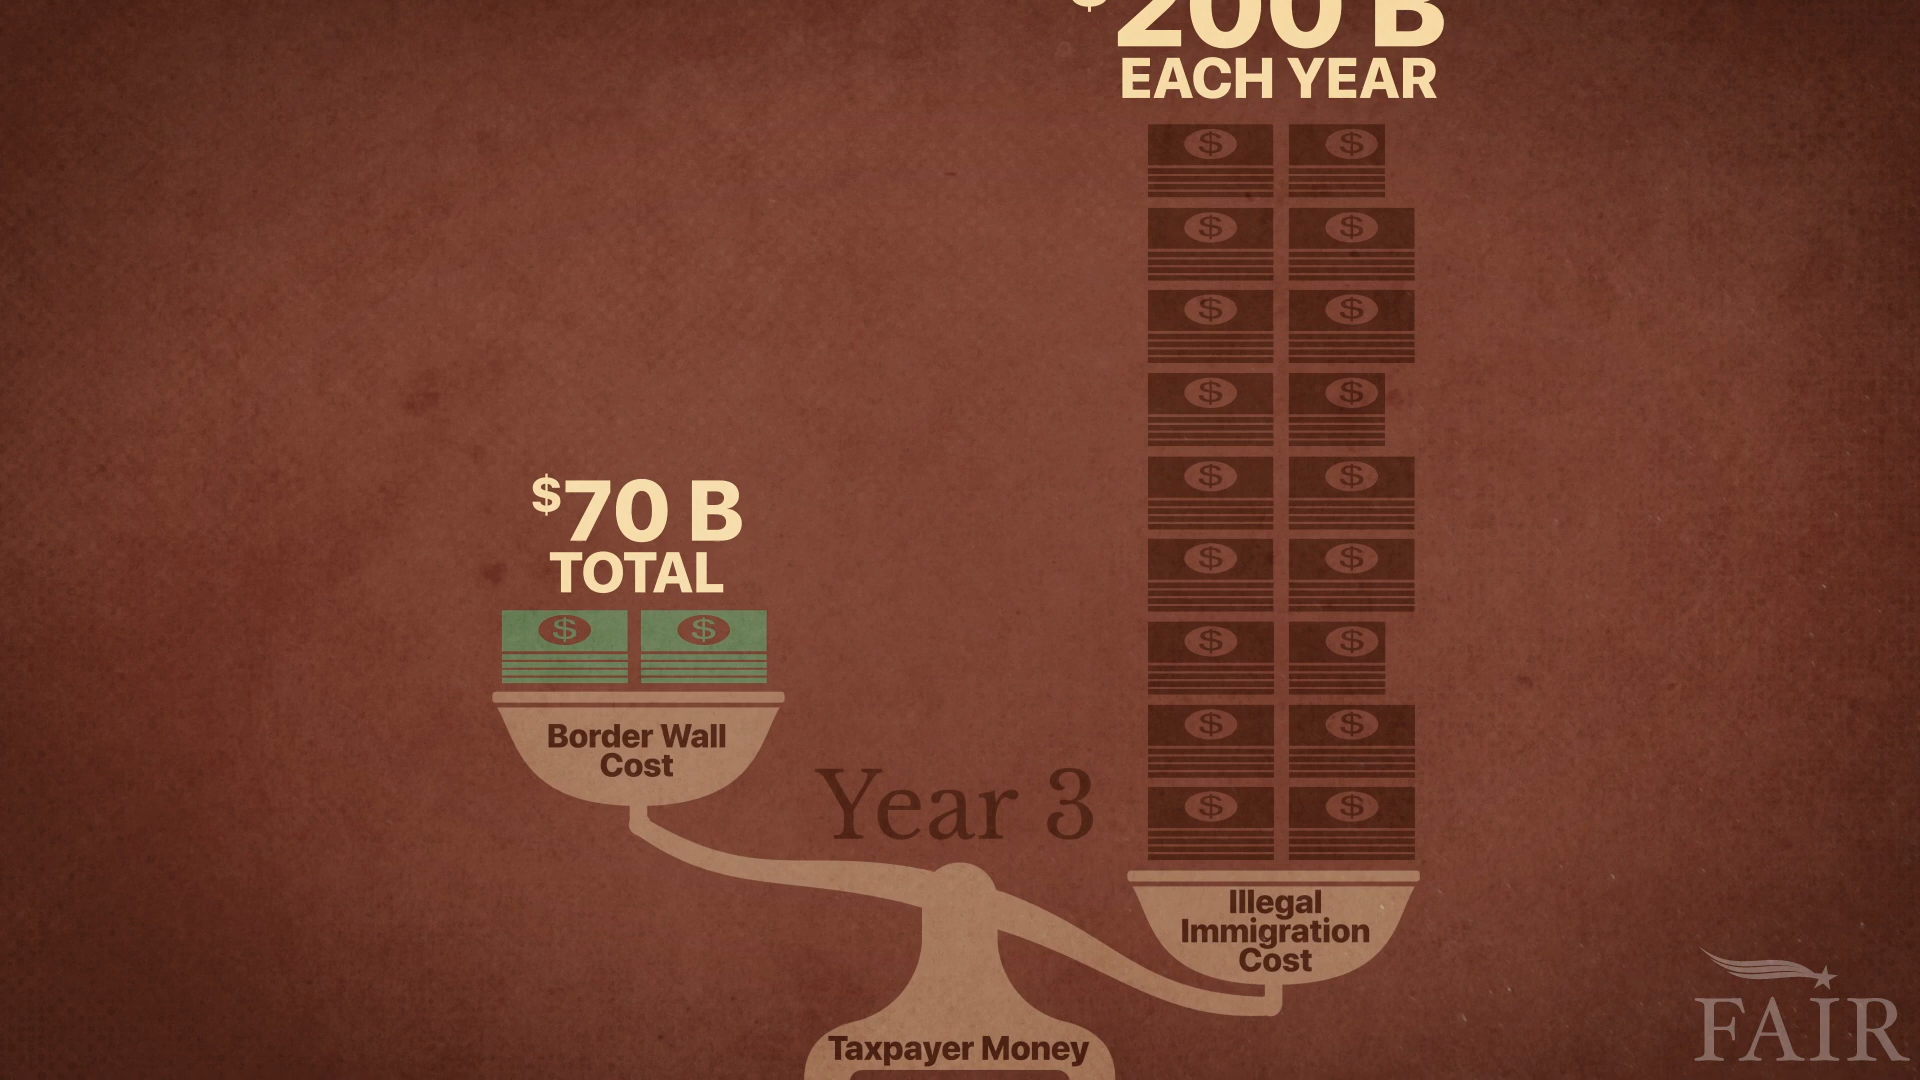 $200 B
EACH YEAR
$70 B
TOTAL
Border Wall
Cost
Year 3
Illegal
Immigration
Cost
Taxpayer Money
FAIR